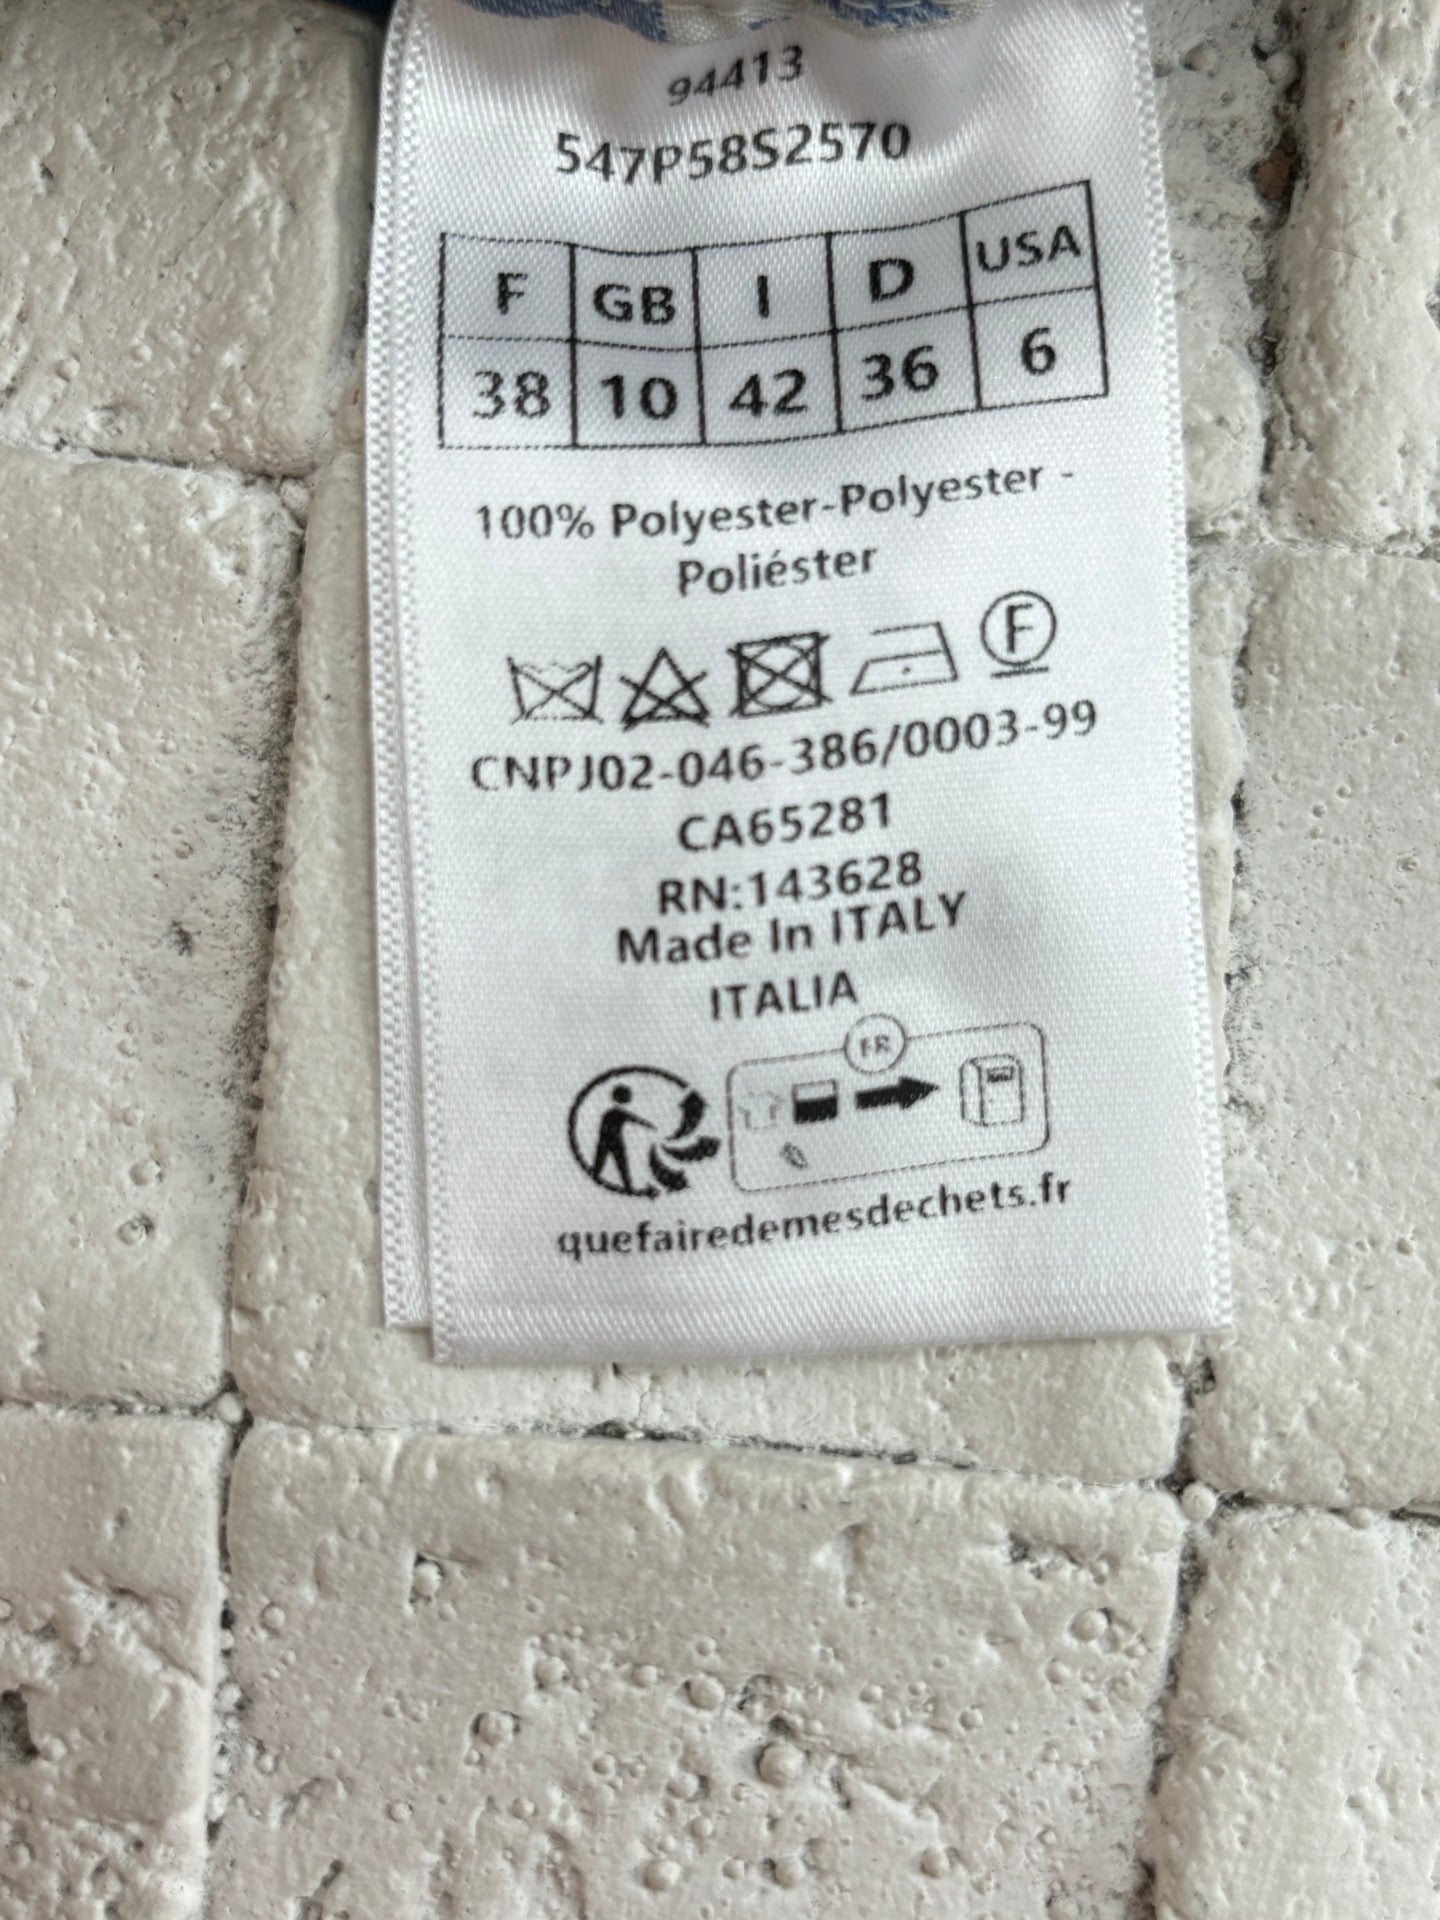 94413
547P58S2570
F GB I D USA
38 10 42 36 6
100% Polyester-Polyester -
Poliéster
F
CNPJ02-046-386/0003-99
CA65281
RN:143628
Made In ITALY
ITALIA
FR
quefairedemesdechets.fr